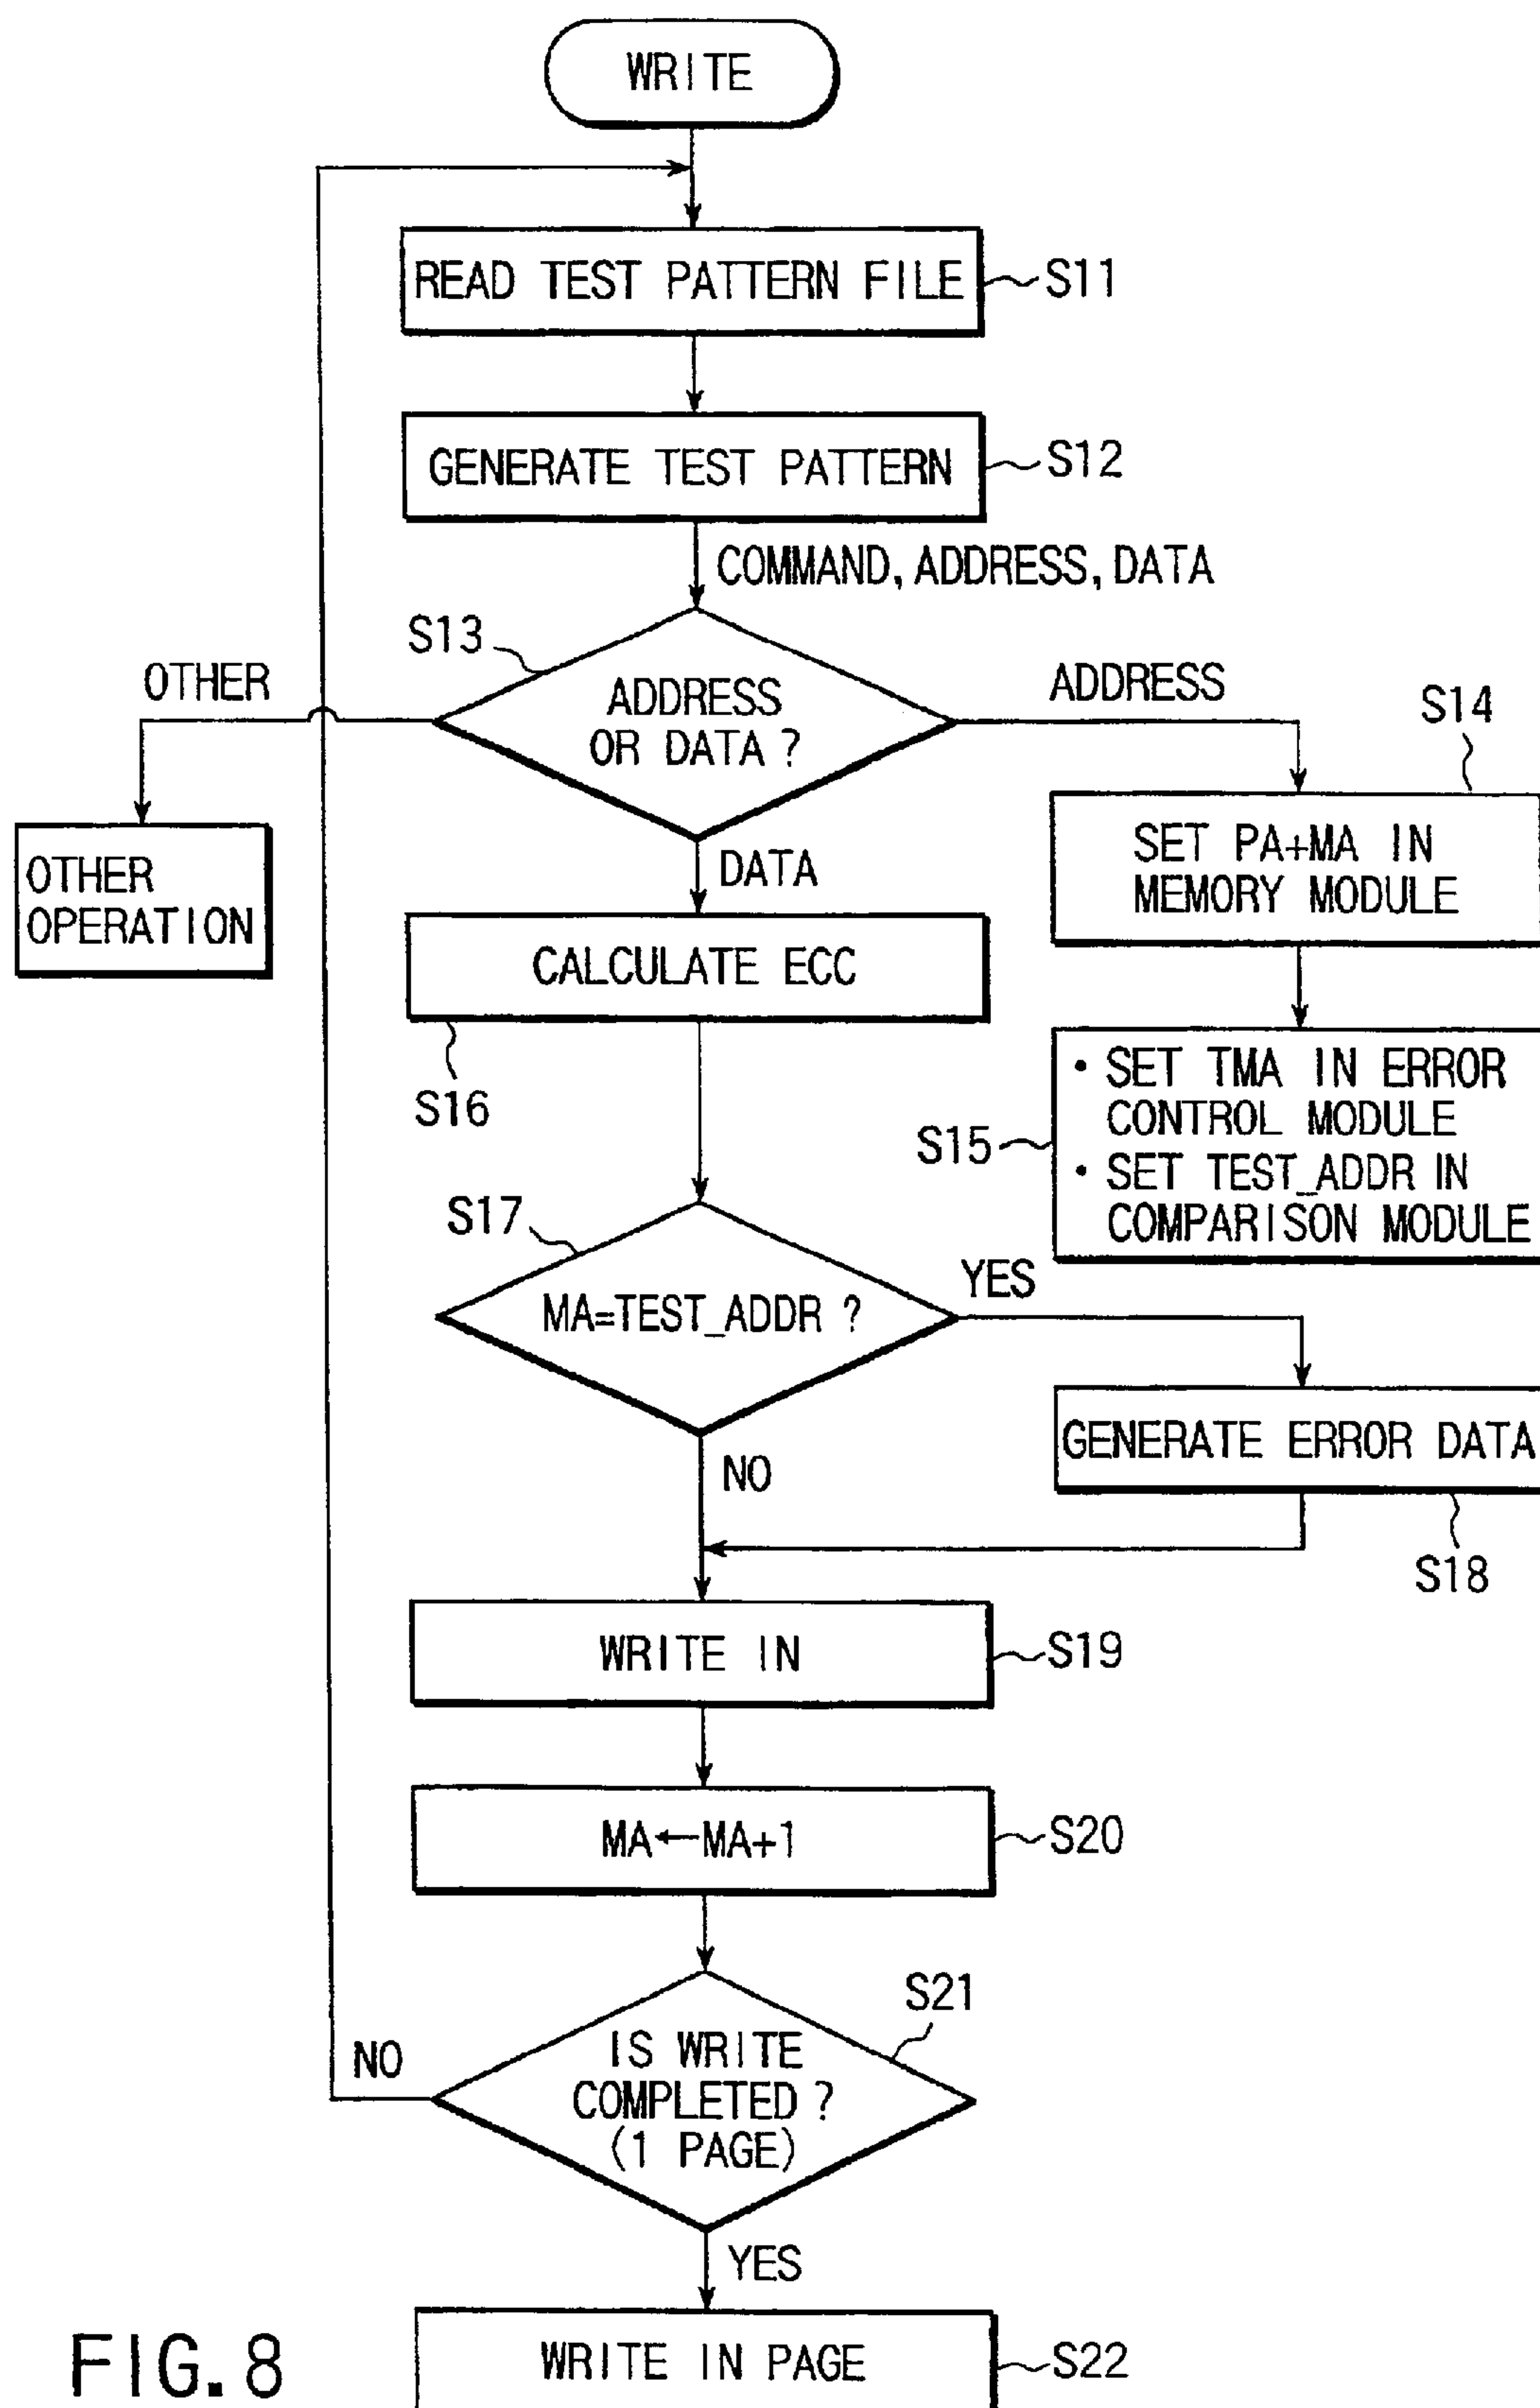 WRITE
READ TEST PATTERN FILE
S11
GENERATE TEST PATTERN
S12
COMMAND, ADDRESS, DATA
S13
OTHER
ADDRESS
OR DATA ?
ADDRESS
S14
OTHER
OPERATION
DATA
SET PA+MA IN
MEMORY MODULE
CALCULATE ECC
S16
S15
• SET TMA IN ERROR
CONTROL MODULE
• SET TEST_ADDR IN
COMPARISON MODULE
S17
MA=TEST_ADDR ?
YES
NO
GENERATE ERROR DATA
S18
WRITE IN
S19
MA←MA+1
S20
S21
IS WRITE
COMPLETED ?
(1 PAGE)
NO
YES
WRITE IN PAGE
S22
FIG. 8